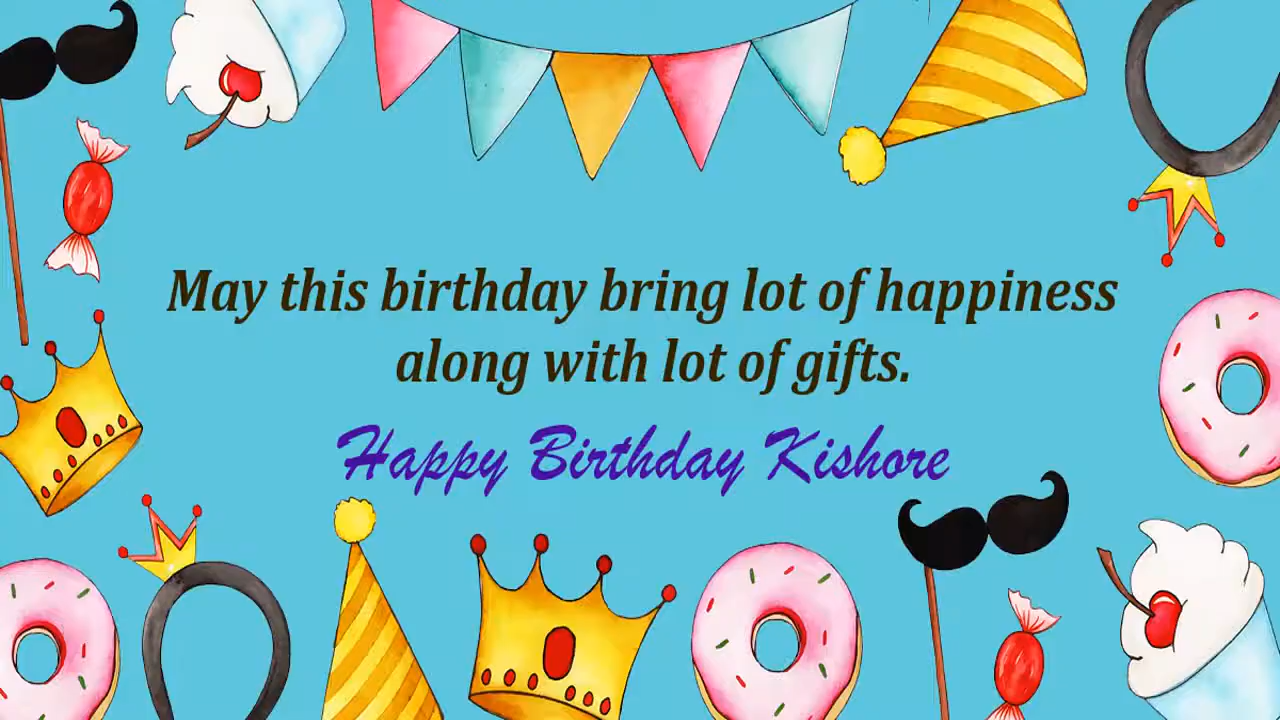 May this birthday bring lot of happiness
along with lot of gifts.
Happy Birthday Kishore